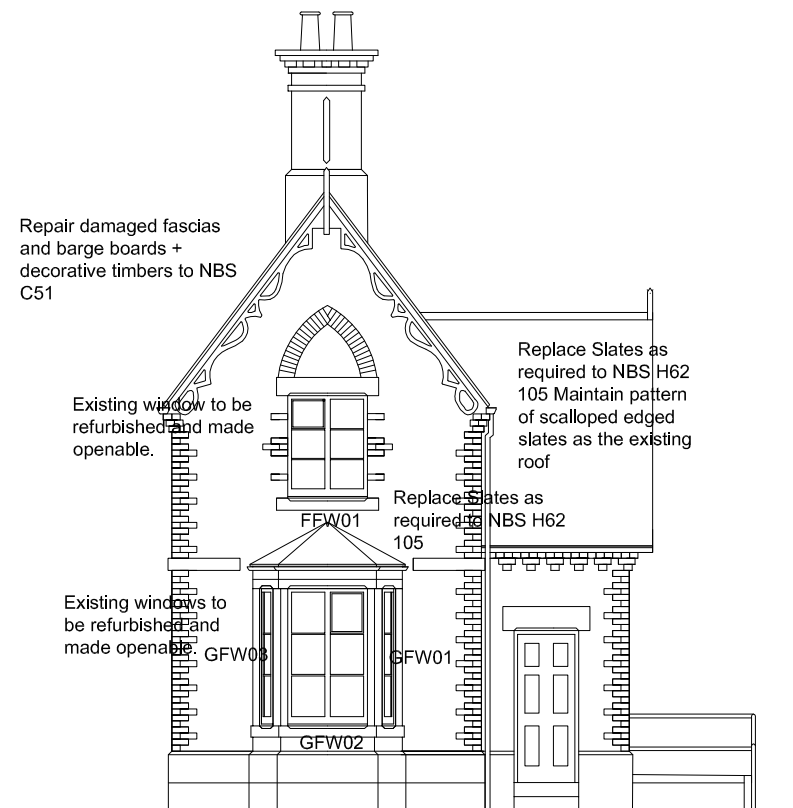 Repair damaged fascias
and barge boards +
decorative timbers to NBS
C51
Replace Slates as
required to NBS H62
105 Maintain pattern
of scalloped edged
slates as the existing
roof
Existing window to be
refurbished and made
openable.
Replace Slates as
required to NBS H62
105
FFW01
Existing windows to
be refurbished and
made openable.
GFW03
GFW01
GFW02